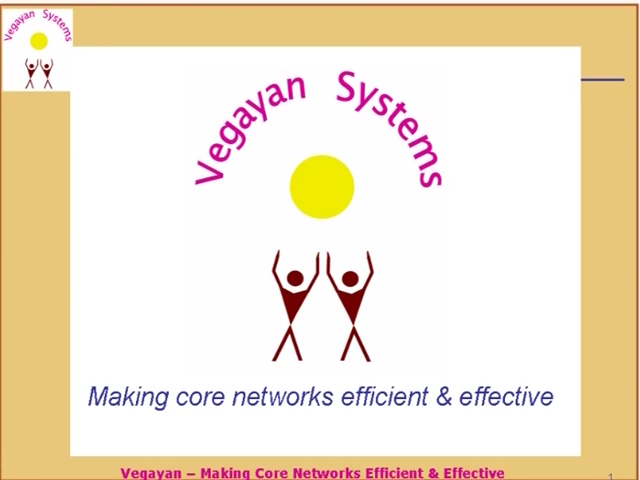 Vegayan Systems
Vegayan Systems
Making core networks efficient & effective
Vegayan – Making Core Networks Efficient & Effective
1